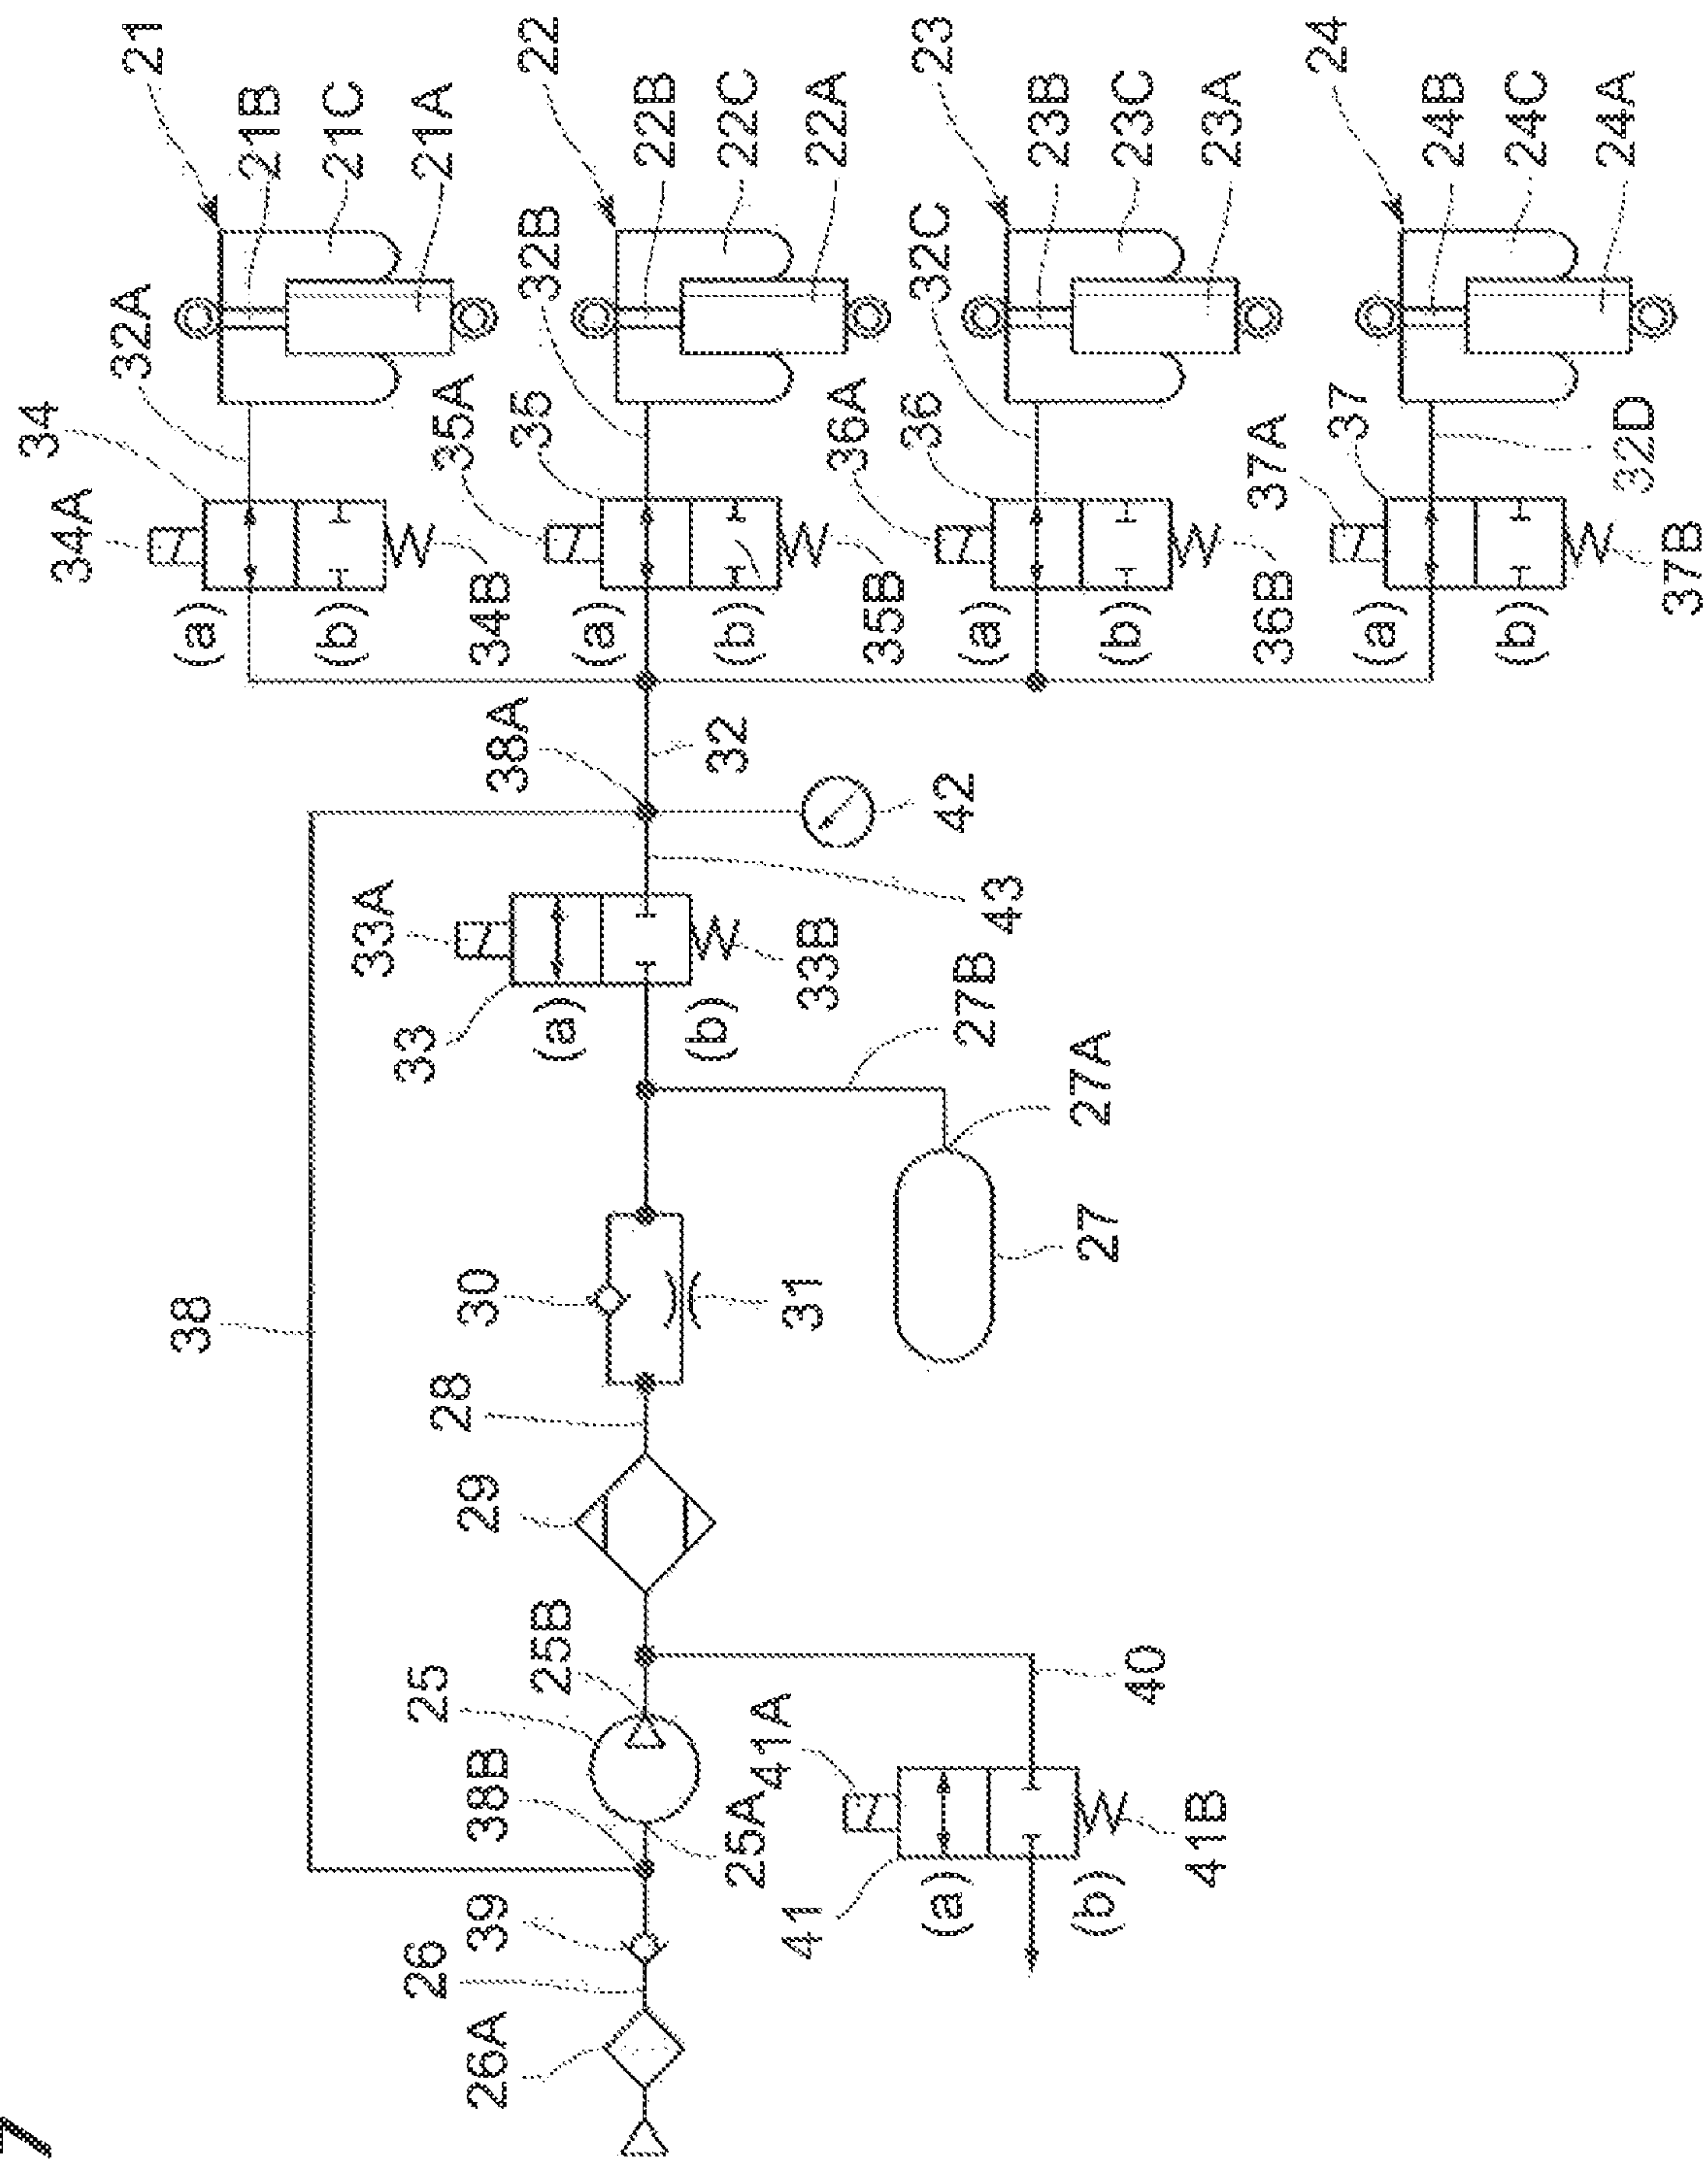 7
21
21B
21C
21A
22
22B
22C
22A
23
23B
23C
23A
24
24B
24C
24A
34
34A
32A
(a)
(b)
34B
35A
35
32B
(a)
(b)
35B
36A
36
32C
(a)
(b)
36B
37A
37
32D
(a)
(b)
37B
38A
32
42
43
33A
33
(a)
(b)
33B
27B
27A
27
38
30
31
28
29
25
25B
25A
38B
40
41A
41
(a)
(b)
41B
39
26
26A